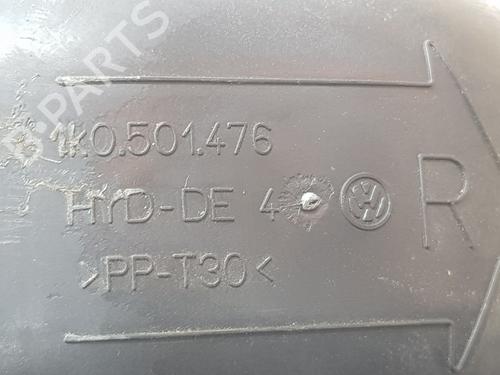 B-PARTS
1K0.501.476
HYD-DE 4
R
>PP-T30<